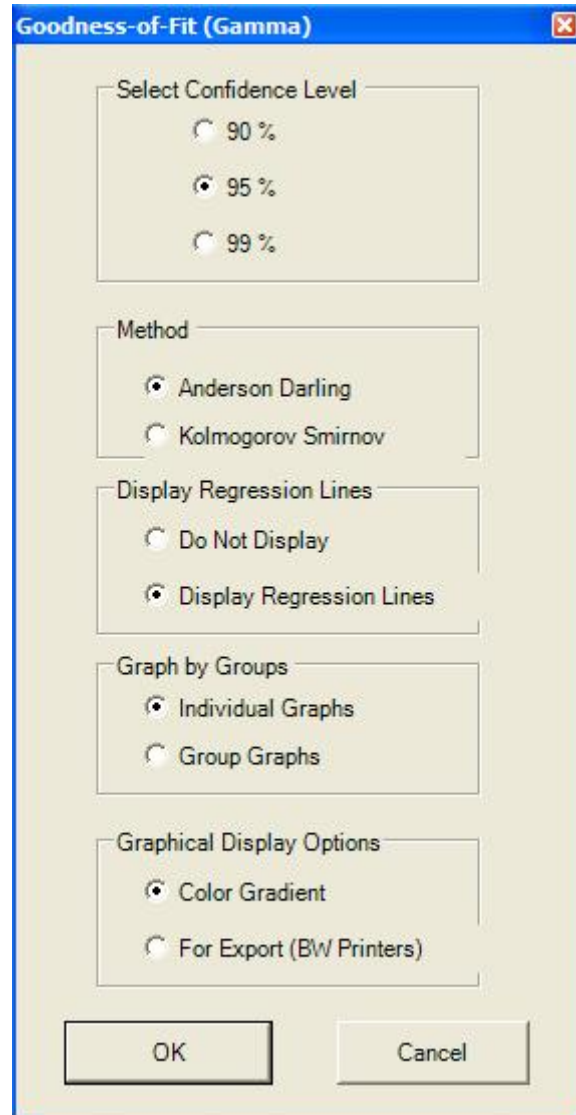 Goodness-of-Fit (Gamma)
Select Confidence Level
90 %
95 %
99 %
Method
Anderson Darling
Kolmogorov Smirnov
Display Regression Lines
Do Not Display
Display Regression Lines
Graph by Groups
Individual Graphs
Group Graphs
Graphical Display Options
Color Gradient
For Export (BW Printers)
OK
Cancel